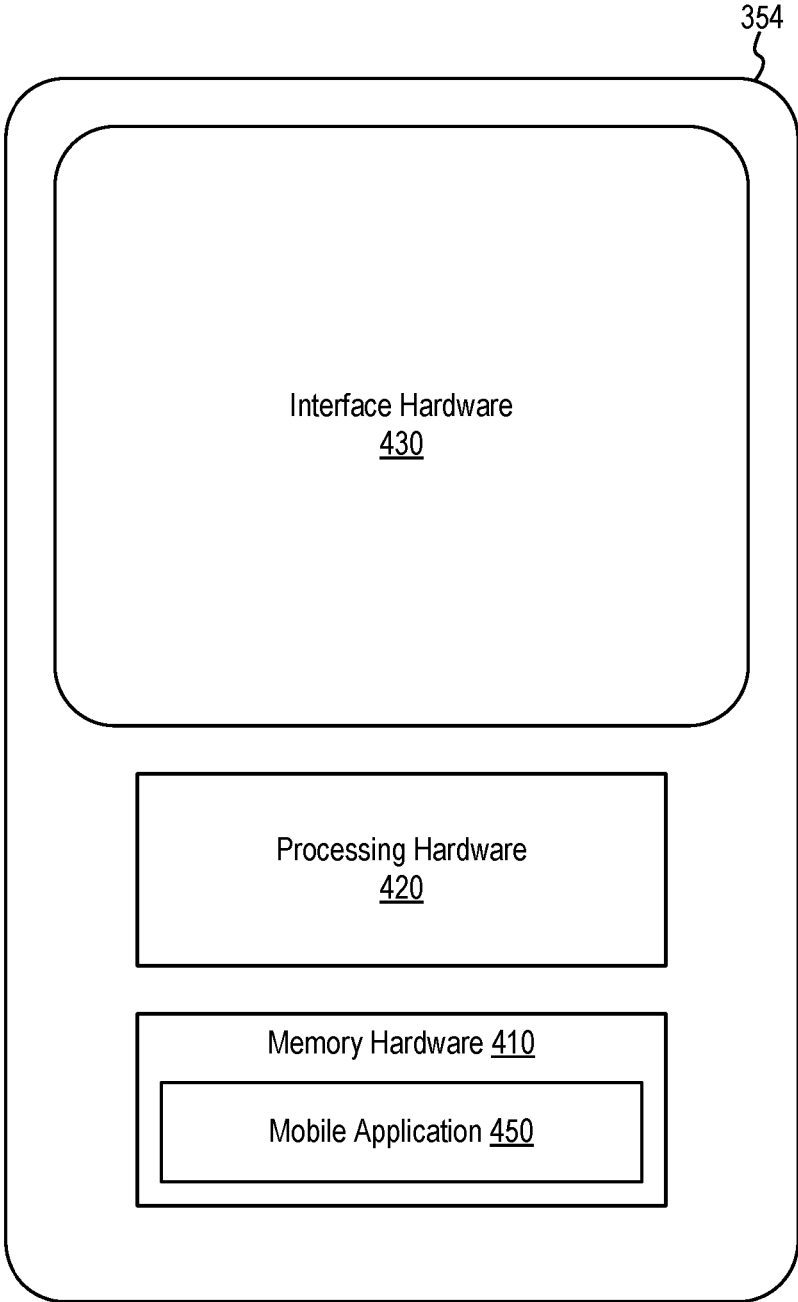 354
Interface Hardware
430
Processing Hardware
420
Memory Hardware 410
Mobile Application 450